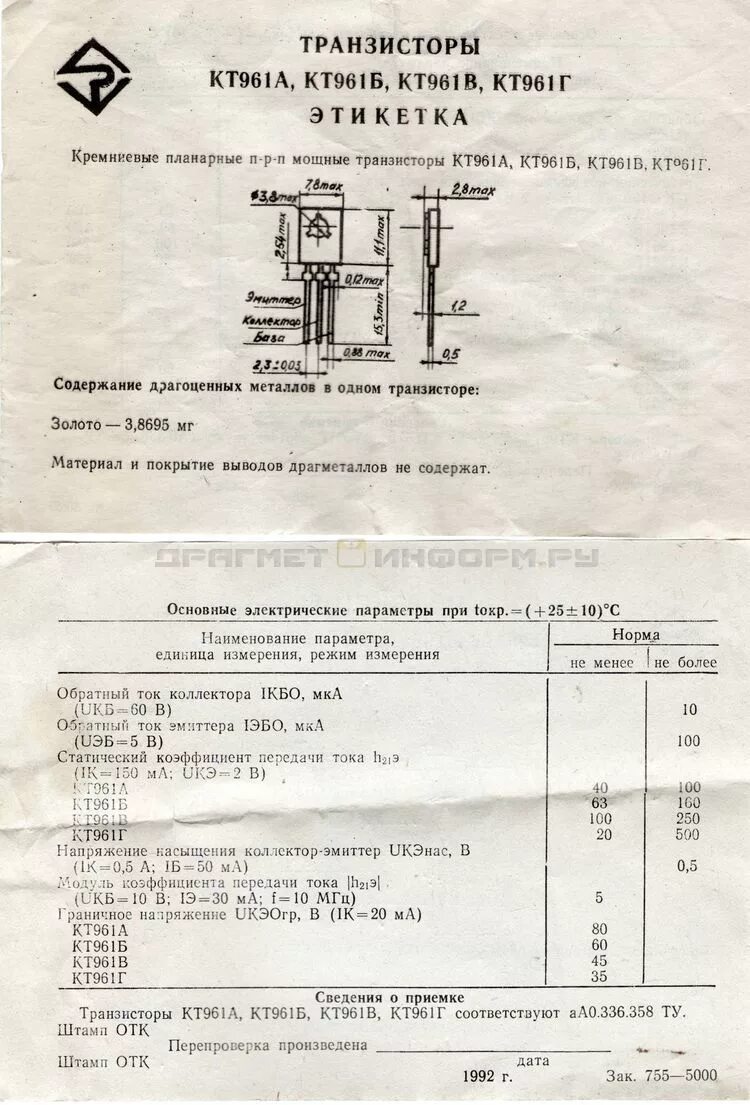 ТРАНЗИСТОРЫ
КТ961А, КТ961Б, КТ961В, КТ961Г
ЭТИКЕТКА
Кремниевые планарные п-р-п мощные транзисторы КТ961А, КТ961Б, КТ961В, КТ961Г.
7,8max
2,8max
ф3,8max
2,54max
11,1max
0,12max
Эмиттер
15,3min
1,2
Коллектор
База
0,88 max
0,5
2,3±0,05
Содержание драгоценных металлов в одном транзисторе:
Золото — 3,8695 мг
Материал и покрытие выводов драгметаллов не содержат.
ДРАГМЕТ ИНФОРМ.РУ
Основные электрические параметры при tокр.=(+25±10)°С
Наименование параметра, Норма
единица измерения, режим измерения не менее не более
Обратный ток коллектора IКБО, мкА
(UКБ=60 В) 10
Обратный ток эмиттера IЭБО, мкА
(UЭБ=5 В) 100
Статический коэффициент передачи тока h21э
(IК=150 мА; UКЭ=2 В)
КТ961А 40 100
КТ961Б 63 160
КТ961В 100 250
КТ961Г 20 500
Напряжение насыщения коллектор-эмиттер UКЭнас, В
(IК=0,5 А; IБ=50 мА) 0,5
Модуль коэффициента передачи тока |h21э|
(UКБ=10 В; IЭ=30 мА; f=10 МГц) 5
Граничное напряжение UКЭОгр, В (IК=20 мА)
КТ961А 80
КТ961Б 60
КТ961В 45
КТ961Г 35
Сведения о приемке
Транзисторы КТ961А, КТ961Б, КТ961В, КТ961Г соответствуют аА0.336.358 ТУ.
Штамп ОТК
Перепроверка произведена
Штамп ОТК дата
1992 г. Зак. 755—5000